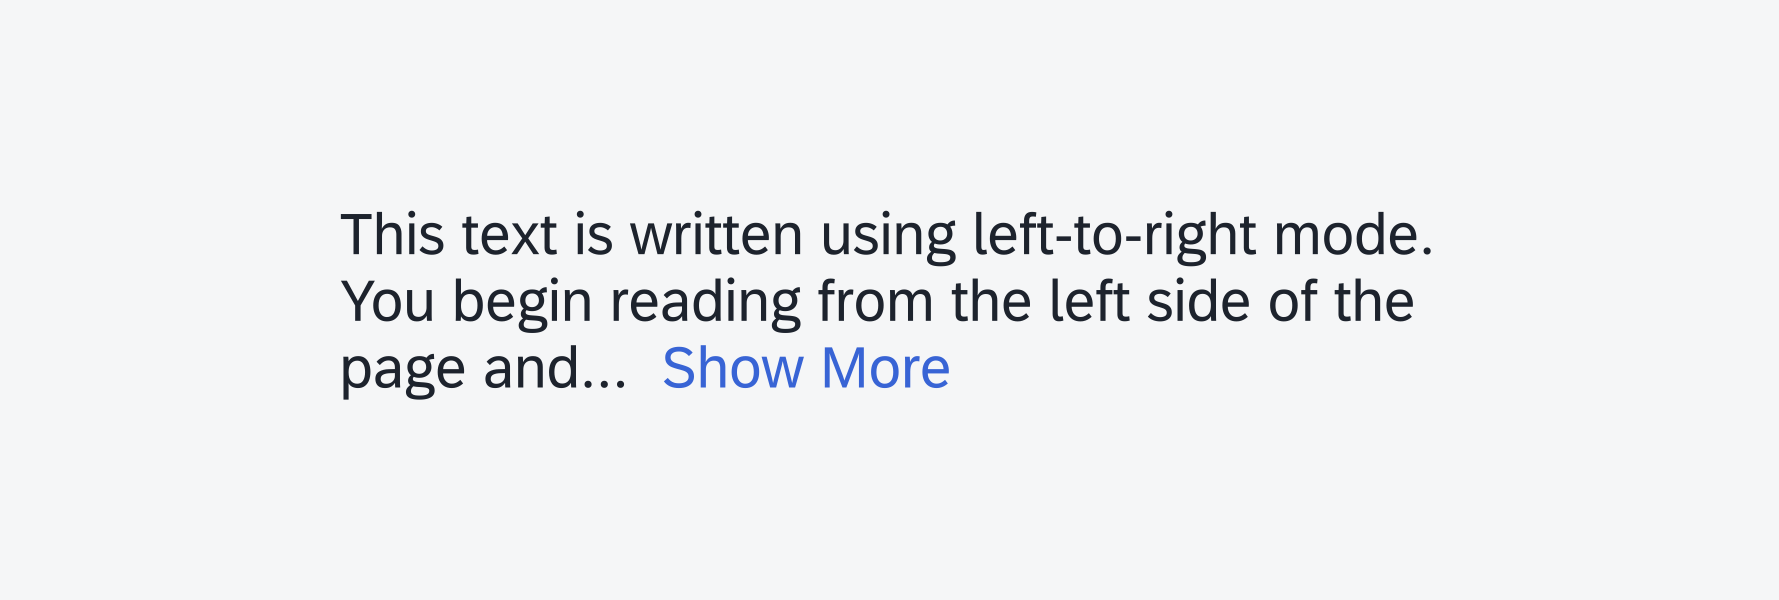 This text is written using left-to-right mode.
You begin reading from the left side of the
page and... Show More